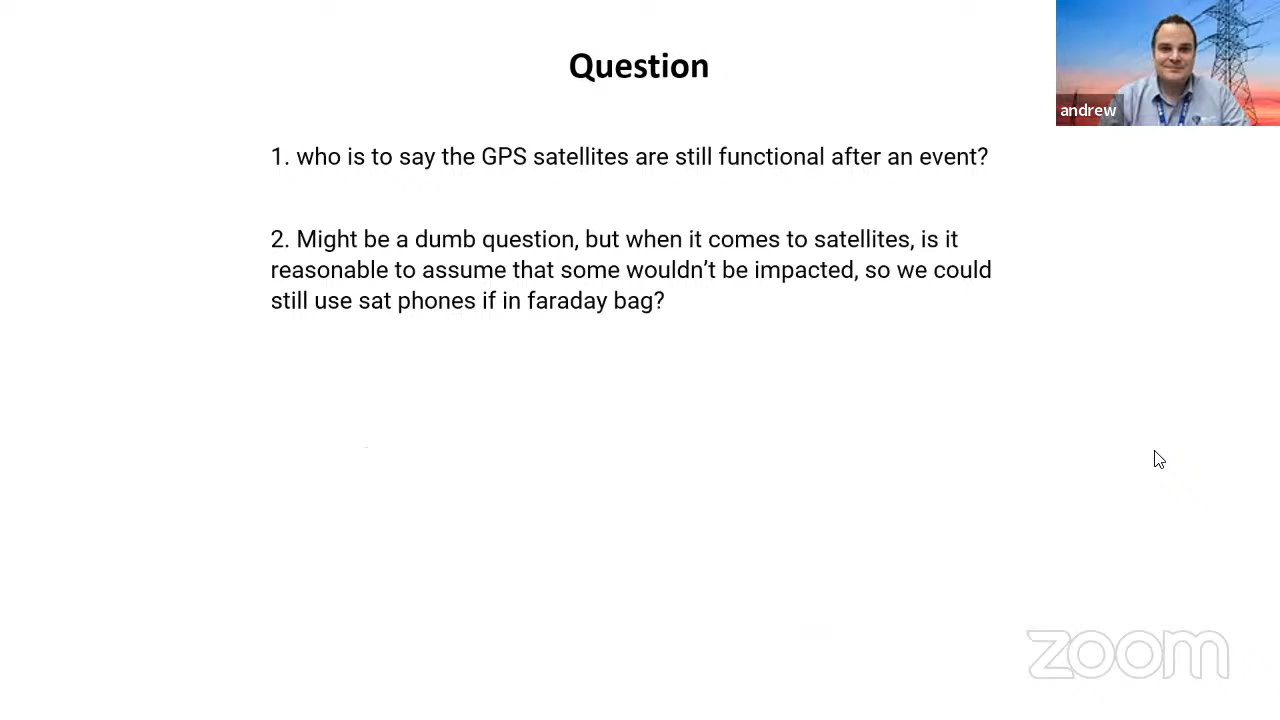 Question
andrew
1. who is to say the GPS satellites are still functional after an event?
2. Might be a dumb question, but when it comes to satellites, is it
reasonable to assume that some wouldn’t be impacted, so we could
still use sat phones if in faraday bag?
zoom